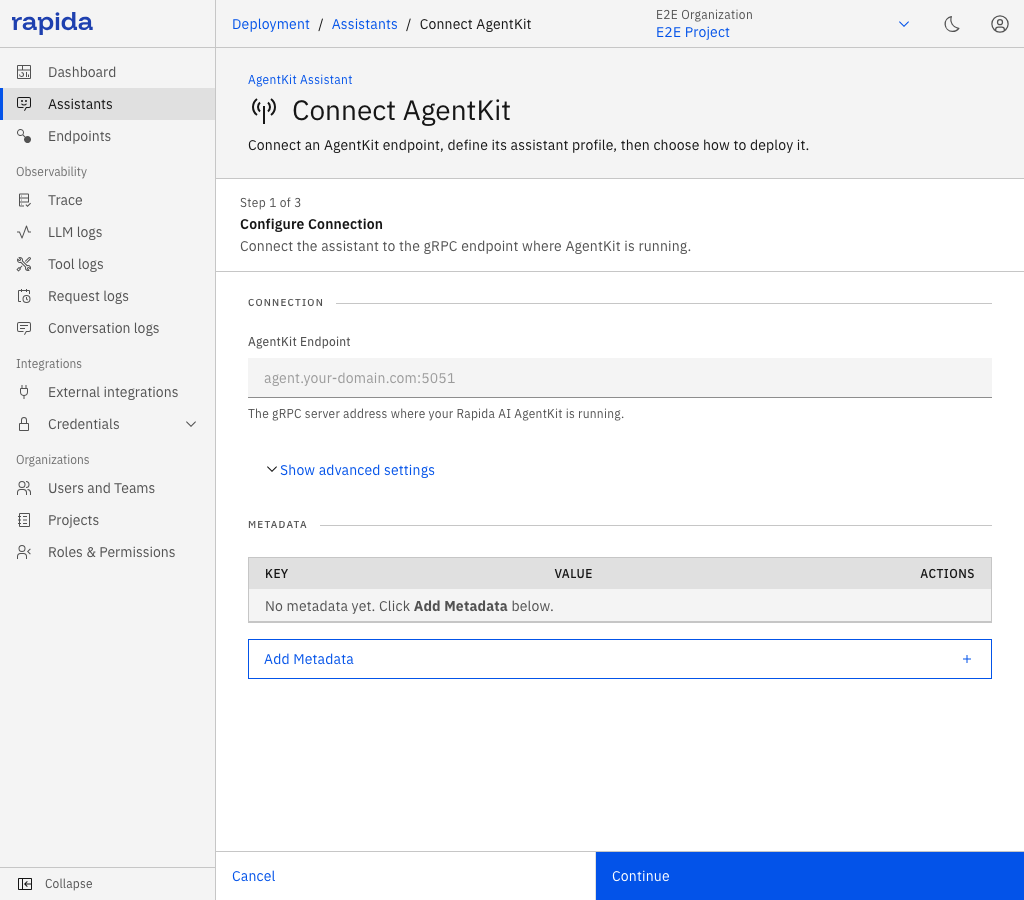 rapida
Deployment / Assistants / Connect AgentKit
E2E Organization
E2E Project
Dashboard
Assistants
Endpoints
Observability
Trace
LLM logs
Tool logs
Request logs
Conversation logs
Integrations
External integrations
Credentials
Organizations
Users and Teams
Projects
Roles & Permissions
Collapse
AgentKit Assistant
Connect AgentKit
Connect an AgentKit endpoint, define its assistant profile, then choose how to deploy it.
Step 1 of 3
Configure Connection
Connect the assistant to the gRPC endpoint where AgentKit is running.
CONNECTION
AgentKit Endpoint
agent.your-domain.com:5051
The gRPC server address where your Rapida AI AgentKit is running.
Show advanced settings
METADATA
KEY VALUE ACTIONS
No metadata yet. Click Add Metadata below.
Add Metadata +
Cancel
Continue